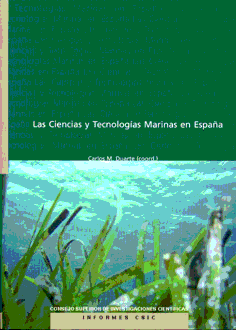 Las Ciencias y Tecnologías Marinas en España
Carlos M. Duarte (coord.)
CONSEJO SUPERIOR DE INVESTIGACIONES CIENTÍFICAS
INFORMES CSIC